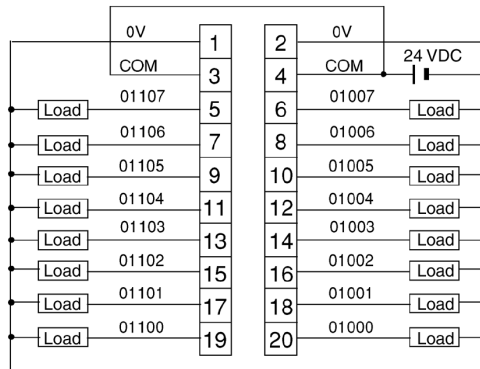 0V 1 2 0V
24 VDC
COM 3 4 COM
Load 01107 5 6 01007 Load
Load 01106 7 8 01006 Load
Load 01105 9 10 01005 Load
Load 01104 11 12 01004 Load
Load 01103 13 14 01003 Load
Load 01102 15 16 01002 Load
Load 01101 17 18 01001 Load
Load 01100 19 20 01000 Load